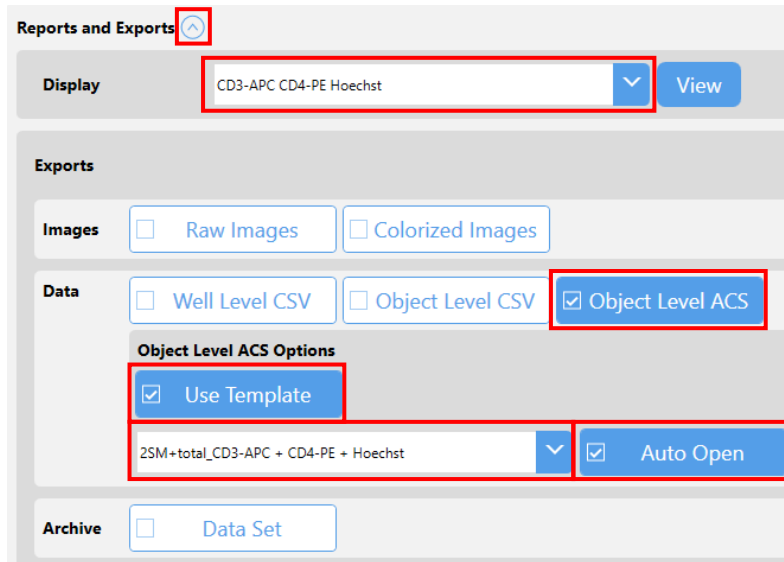 Reports and Exports
Display CD3-APC CD4-PE Hoechst View
Exports
Images Raw Images Colorized Images
Data Well Level CSV Object Level CSV Object Level ACS
Object Level ACS Options
Use Template
2SM+total_CD3-APC + CD4-PE + Hoechst Auto Open
Archive Data Set